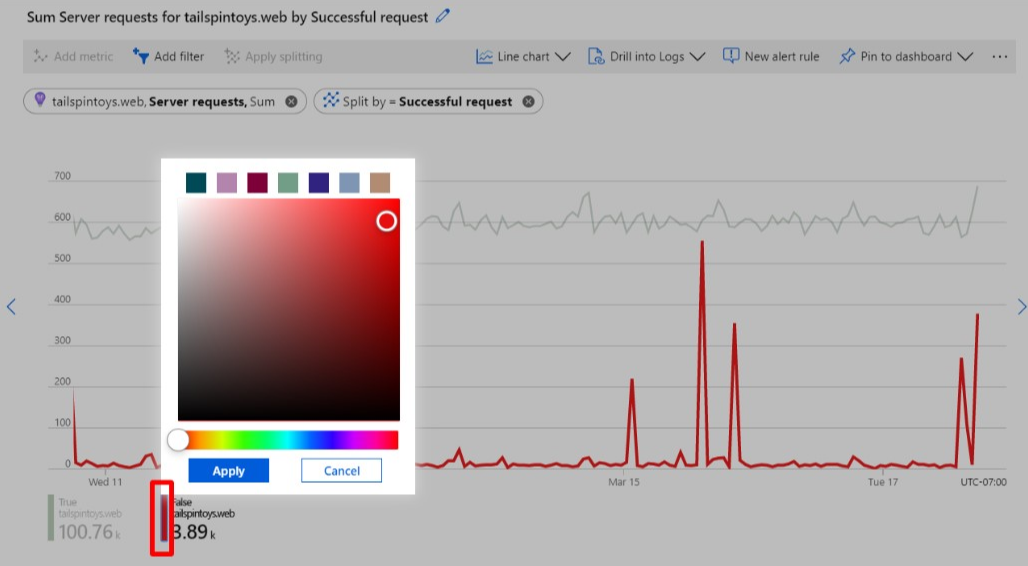 Sum Server requests for tailspintoys.web by Successful request
Add metric Add filter Apply splitting Line chart Drill into Logs New alert rule Pin to dashboard ...
tailspintoys.web, Server requests, Sum Split by = Successful request
700
600
500
400
300
200
100
0
Wed 11 Mar 15 Tue 17 UTC-07:00
Apply Cancel
True
tailspintoys.web
100.76 k
False
tailspintoys.web
3.89 k